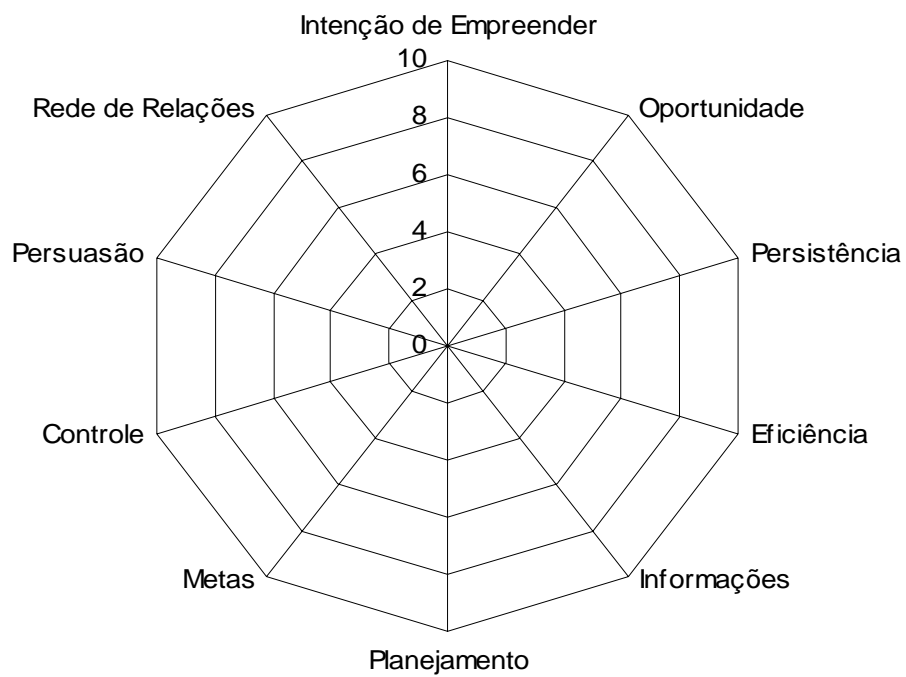 Intenção de Empreender
10
Rede de Relações
Oportunidade
8
6
4
Persuasão
Persistência
2
0
Controle
Eficiência
Metas
Informações
Planejamento